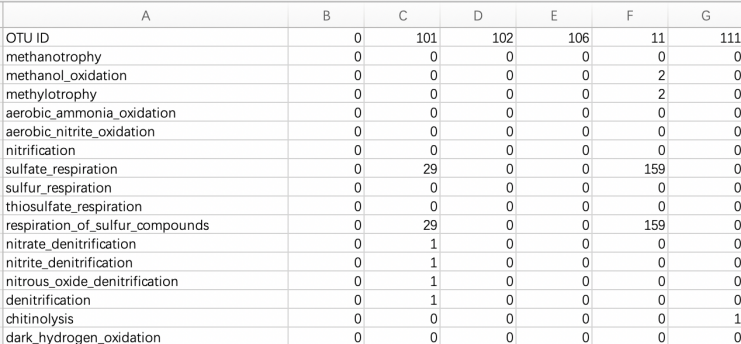 A B C D E F G
OTU ID 0 101 102 106 11 111
methanotrophy 0 0 0 0 0 0
methanol_oxidation 0 0 0 0 2 0
methylotrophy 0 0 0 0 2 0
aerobic_ammonia_oxidation 0 0 0 0 0 0
aerobic_nitrite_oxidation 0 0 0 0 0 0
nitrification 0 0 0 0 0 0
sulfate_respiration 0 29 0 0 159 0
sulfur_respiration 0 0 0 0 0 0
thiosulfate_respiration 0 0 0 0 0 0
respiration_of_sulfur_compounds 0 29 0 0 159 0
nitrate_denitrification 0 1 0 0 0 0
nitrite_denitrification 0 1 0 0 0 0
nitrous_oxide_denitrification 0 1 0 0 0 0
denitrification 0 1 0 0 0 0
chitinolysis 0 0 0 0 0 1
dark_hydrogen_oxidation 0 0 0 0 0 0